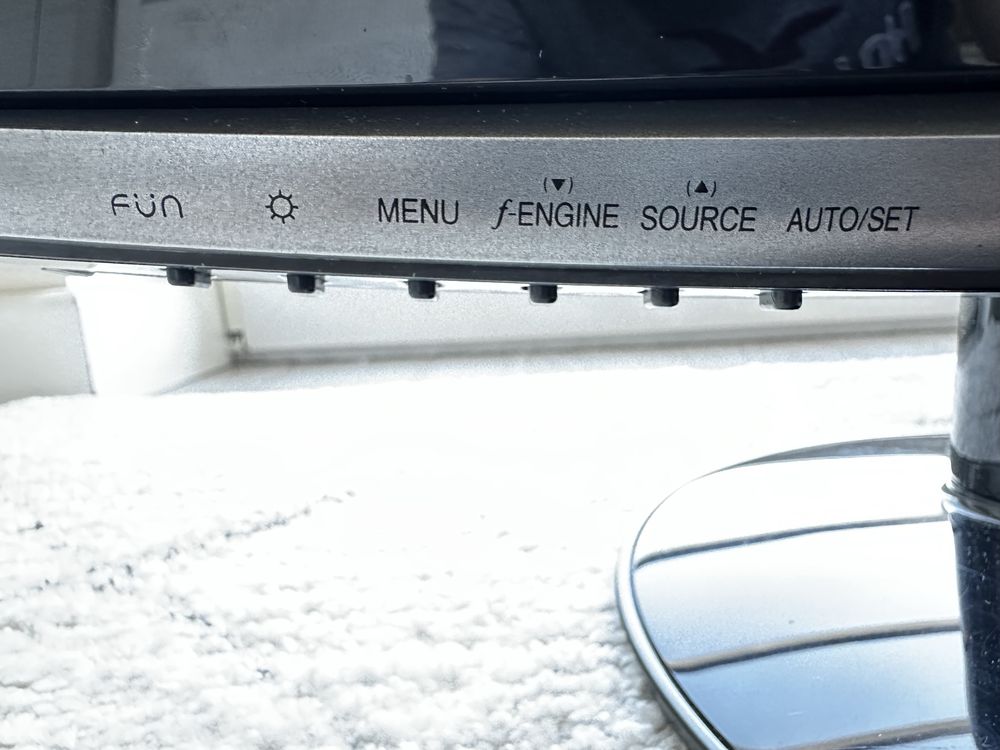 FÜN
MENU
(▼)
f-ENGINE
(▲)
SOURCE
AUTO/SET